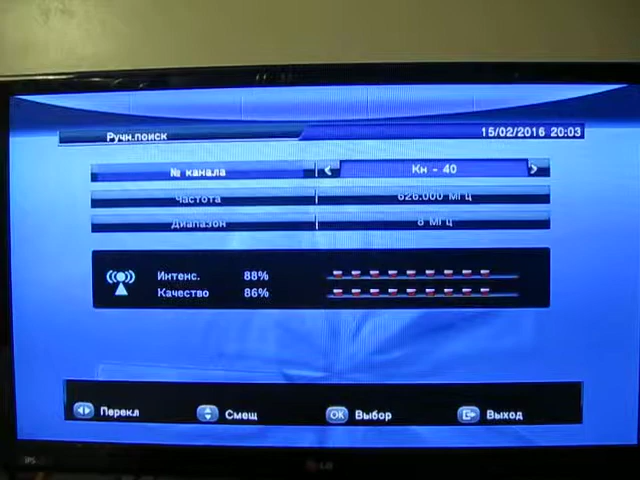 Ручн.поиск 15/02/2016 20:03
№ канала Кн - 40
Частота 626.000 МГц
Диапазон 8 МГц
Интенс. 88%
Качество 86%
Перекл Смещ OK Выбор Выход
IPS LG